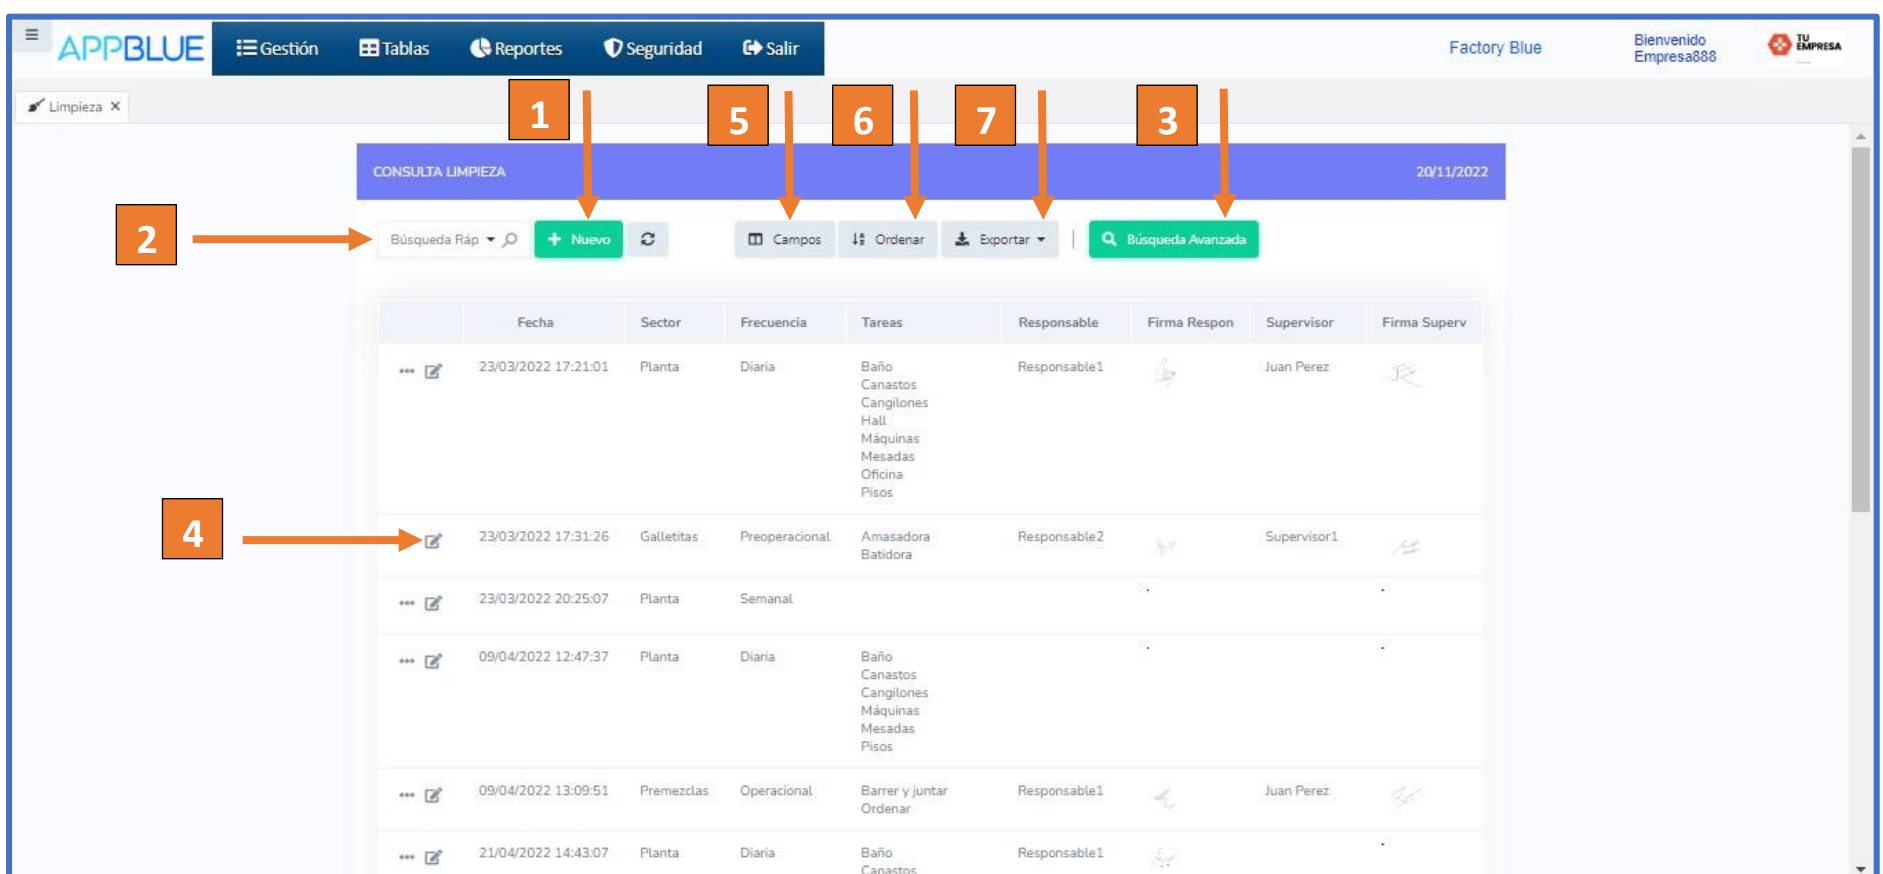 APPBLUE Gestión Tablas Reportes Seguridad Salir Factory Blue Bienvenido
Empresa888
TU
EMPRESA
Limpieza X
1 5 6 7 3
CONSULTA LIMPIEZA 20/11/2022
2 Búsqueda Ráp Nuevo Campos Ordenar Exportar Búsqueda Avanzada
Fecha Sector Frecuencia Tareas Responsable Firma Respon Supervisor Firma Superv
23/03/2022 17:21:01 Planta Diaria Baño Responsable1 Juan Perez
Canastos
Cangilones
Hall
Máquinas
Mesadas
Oficina
Pisos
4 23/03/2022 17:31:26 Galletitas Preoperacional Amasadora Responsable2 Supervisor1
Batidora
23/03/2022 20:25:07 Planta Semanal
09/04/2022 12:47:37 Planta Diaria Baño
Canastos
Cangilones
Máquinas
Mesadas
Pisos
09/04/2022 13:09:51 Premezclas Operacional Barrer y juntar Responsable1 Juan Perez
Ordenar
21/04/2022 14:43:07 Planta Diaria Baño Responsable1
Canastos